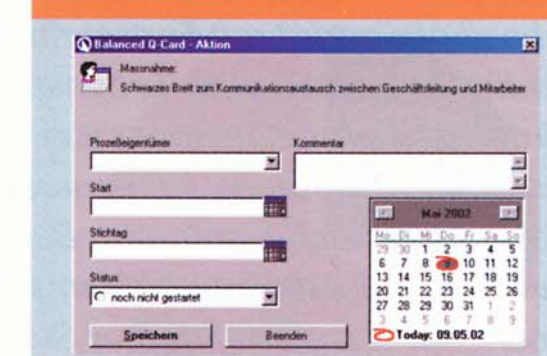 Balanced Q-Card - Aktion
Massnahme:
Schwarzes Brett zum Kommunikationsaustausch zwischen Geschäftsleitung und Mitarbeiter
Prozeßeigentümer
Kommentar
Start
Stichtag
Status
noch nicht gestartet
Speichern
Beenden
Mai 2002
Mo Di Mi Do Fr Sa So
29 30 1 2 3 4 5
6 7 8 9 10 11 12
13 14 15 16 17 18 19
20 21 22 23 24 25 26
27 28 29 30 31 1 2
3 4 5 6 7 8 9
Today: 09.05.02